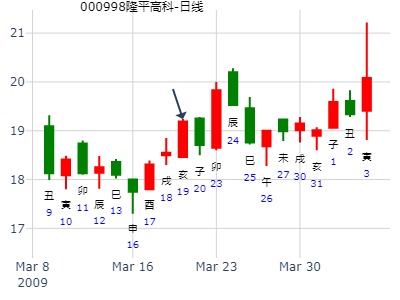 000998隆平高科-日线
21
20
19
18
17
丑
9
寅
10
卯
11
辰
12
巳
13
申
16
酉
17
戌
18
亥
19
子
20
卯
23
辰
24
巳
25
午
26
未
27
戌
30
亥
31
子
1
丑
2
寅
3
Mar 8
2009
Mar 16
Mar 23
Mar 30